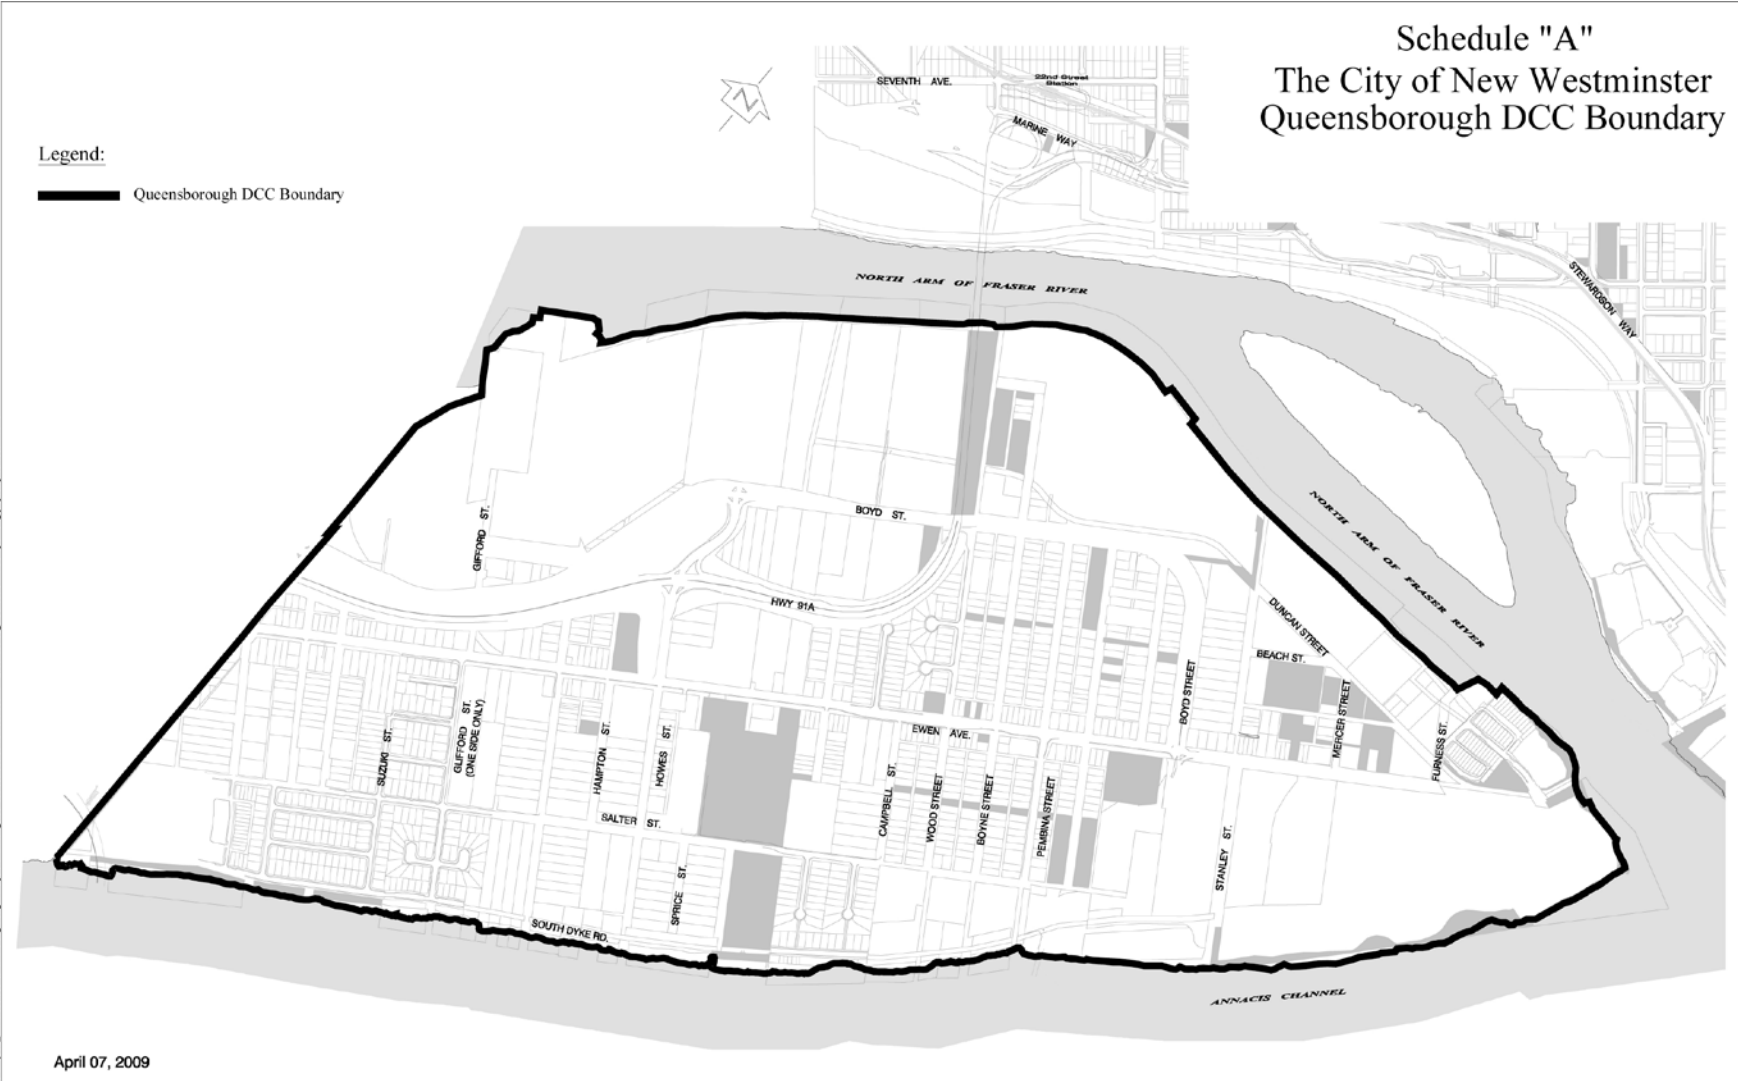 Schedule "A"
The City of New Westminster
Queensborough DCC Boundary
Legend:
Queensborough DCC Boundary
N
SEVENTH AVE.
22nd Street
Station
MARINE WAY
STEWARDSON WAY
NORTH ARM OF FRASER RIVER
NORTH ARM OF FRASER RIVER
GIFFORD ST.
BOYD ST.
HWY 91A
DUNCAN STREET
BEACH ST.
BOYD STREET
MERCER STREET
FURNESS ST.
SUZUKI ST.
GLIFFORD ST.
(ONE SIDE ONLY)
HAMPTON ST.
HOWES ST.
EWEN AVE.
CAMPBELL ST.
WOOD STREET
BOYNE STREET
PEMBINA STREET
SALTER ST.
STANLEY ST.
SPRICE ST.
SOUTH DYKE RD.
ANNACIS CHANNEL
April 07, 2009